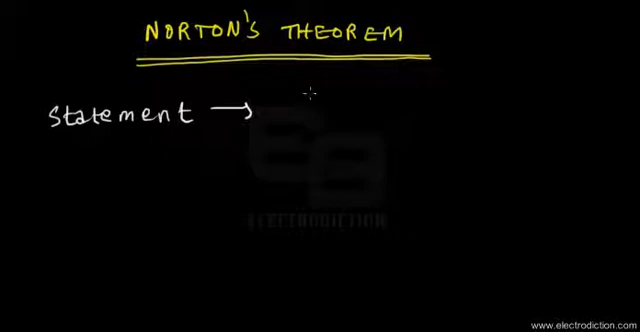 NORTON'S THEOREM
Statement →
ELECTRODICTION
www.electrodiction.com